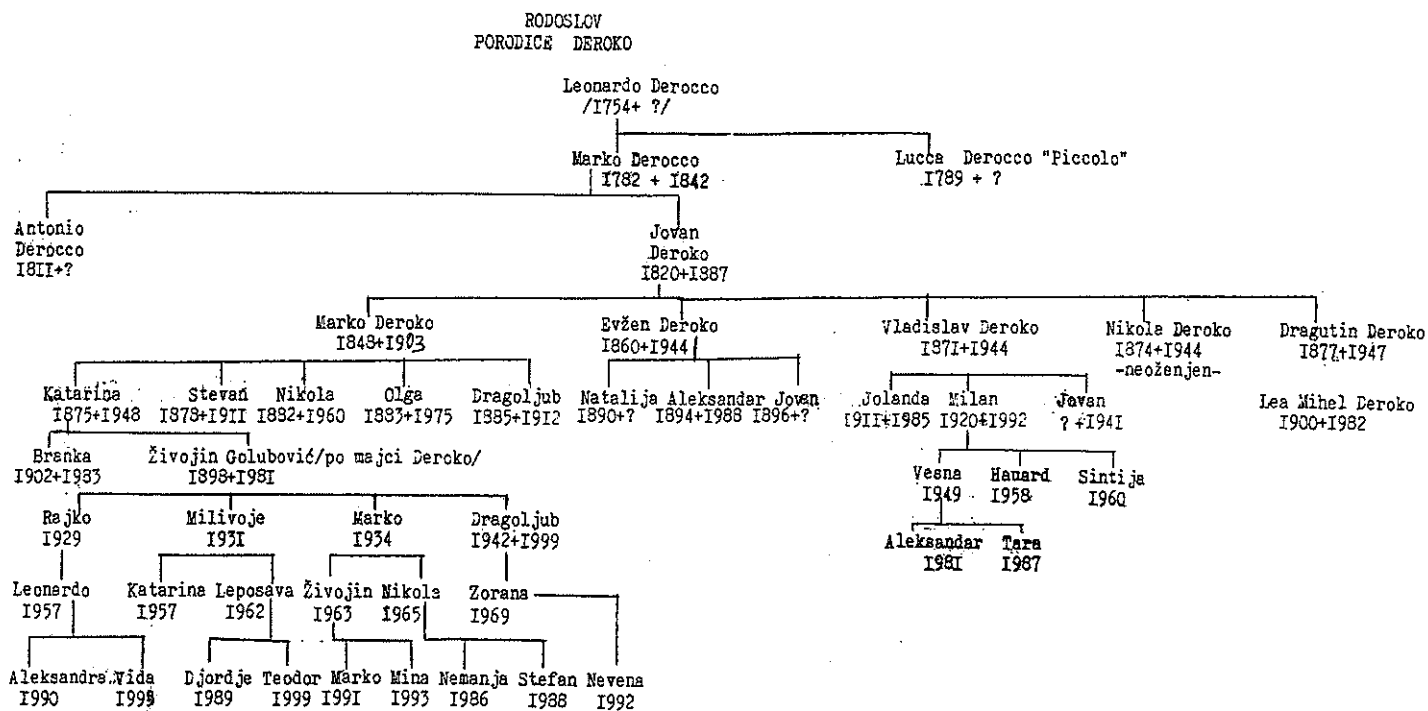 RODOSLOV
PORODICE DEROKO
Leonardo Derocco
/I754+ ?/
Marko Derocco
I782 + I842
Lucca Derocco "Piccolo"
I789 + ?
Antonio
Derocco
I8II+?
Jovan
Deroko
I820+I887
Marko Deroko
I848+I903
Evžen Deroko
I860+I944
Vladislav Deroko
I87I+I944
Nikola Deroko
I874+I944
-neoženjen-
Dragutin Deroko
I877+I947
Katarina
I875+I948
Stevan
I878+I9II
Nikola
I882+I960
Olga
I883+I975
Dragoljub
I885+I9I2
Natalija
I890+?
Aleksandar
I894+I988
Jovan
I896+?
Jolanda
I9II+I985
Milan
I920+I992
Jovan
? +I94I
Lea Mihel Deroko
I900+I982
Branka
I902+I983
Živojin Golubović/po majci Deroko/
I898+I98I
Vesna
I949
Hauard
I958
Sintija
I960
Rajko
I929
Milivoje
I93I
Marko
I934
Dragoljub
I942+I999
Aleksandar
I98I
Tara
I987
Leonardo
I957
Katarina
I957
Leposava
I962
Živojin
I963
Nikola
I965
Zorana
I969
Aleksandra
I990
Vida
Djordje
I989
Teodor
I999
Marko
I99I
Mina
I993
Nemanja
I986
Stefan
I988
Nevena
I992